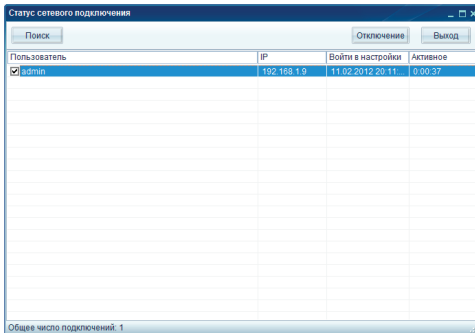 Статус сетевого подключения
Поиск Отключение Выход
Пользователь IP Войти в настройки Активное
admin 192.168.1.9 11.02.2012 20:11:... 0:00:37
Общее число подключений: 1